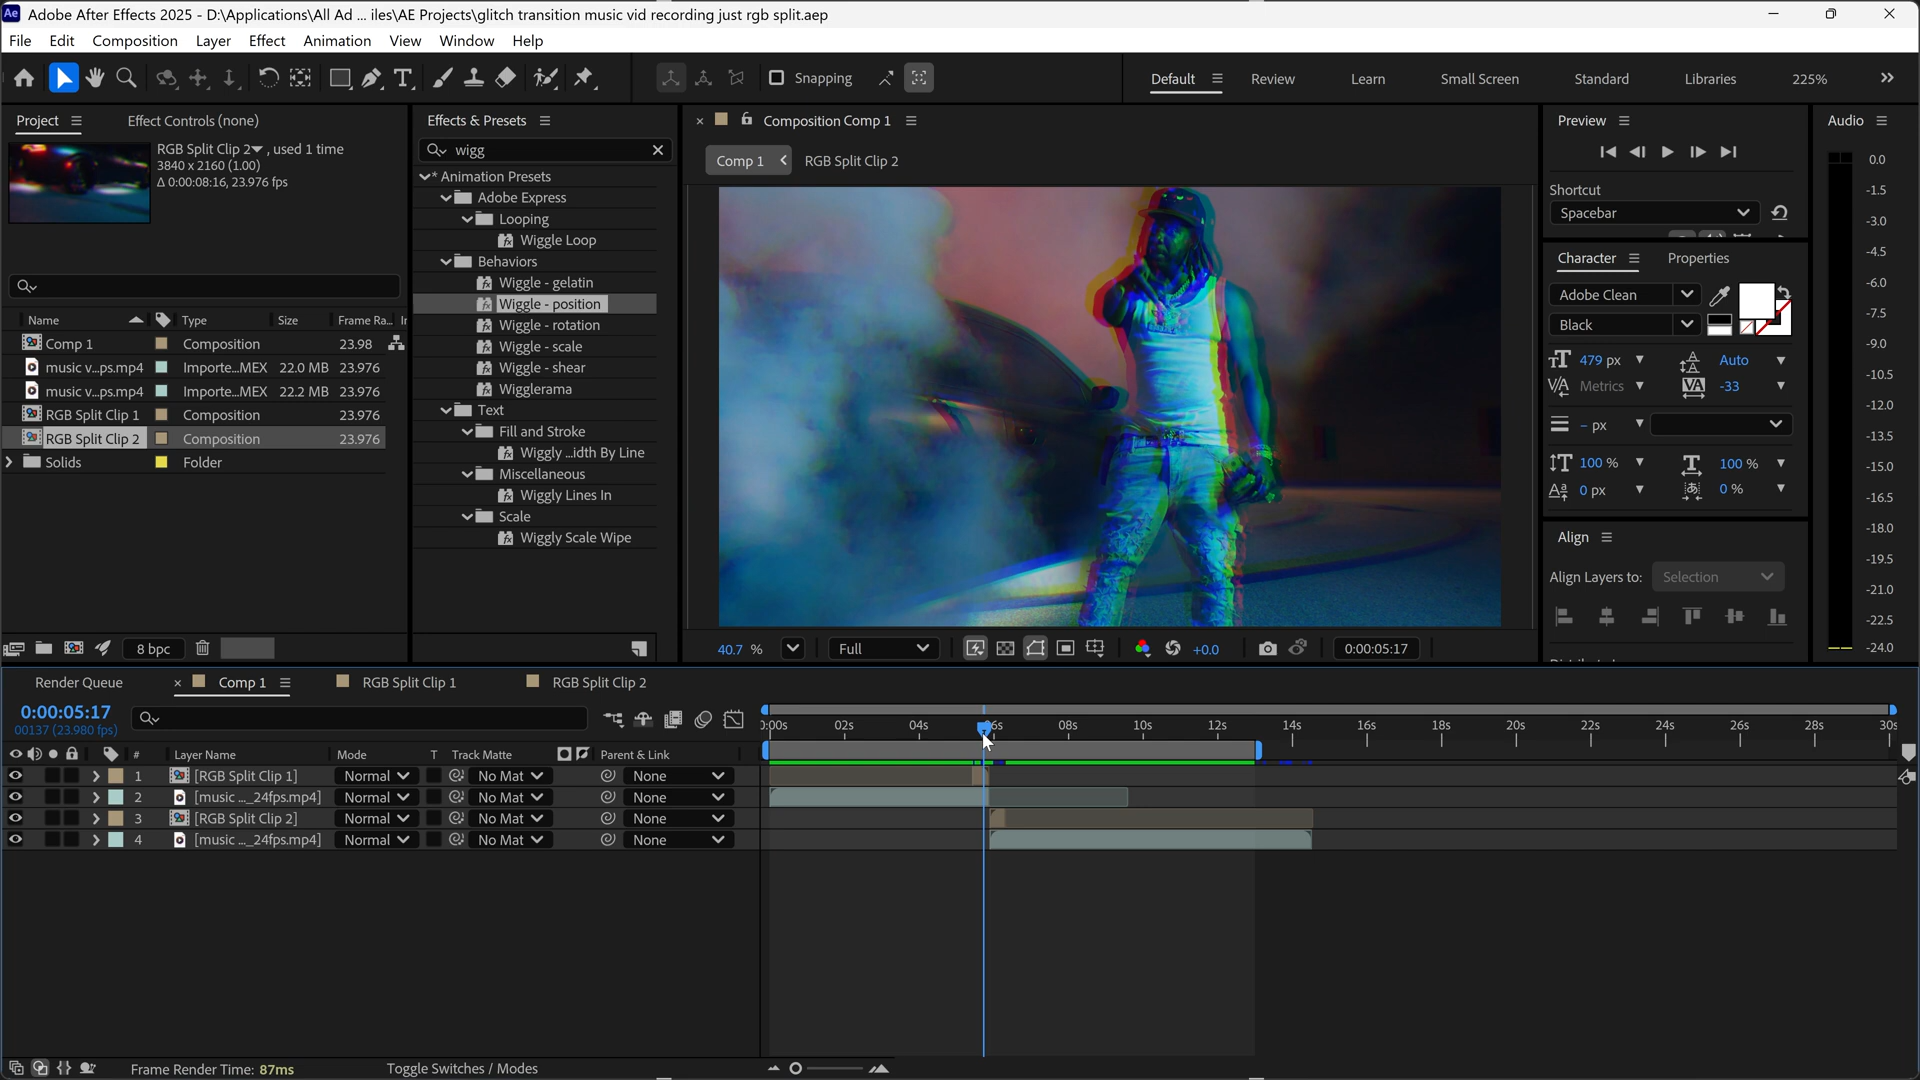 Ae Adobe After Effects 2025 - D:\Applications\All Ad ... iles\AE Projects\glitch transition music vid recording just rgb split.aep
File Edit Composition Layer Effect Animation View Window Help
Snapping Default Review Learn Small Screen Standard Libraries 225%
Project Effect Controls (none)
RGB Split Clip 2 , used 1 time
3840 x 2160 (1.00)
Δ 0:00:08:16, 23.976 fps
Name Type Size Frame Ra... Ir
Comp 1 Composition 23.98
music v...ps.mp4 Importe...MEX 22.0 MB 23.976
music v...ps.mp4 Importe...MEX 22.2 MB 23.976
RGB Split Clip 1 Composition 23.976
RGB Split Clip 2 Composition 23.976
Solids Folder
8 bpc
Effects & Presets
wigg
* Animation Presets
Adobe Express
Looping
Wiggle Loop
Behaviors
Wiggle - gelatin
Wiggle - position
Wiggle - rotation
Wiggle - scale
Wiggle - shear
Wigglerama
Text
Fill and Stroke
Wiggly ...idth By Line
Miscellaneous
Wiggly Lines In
Scale
Wiggly Scale Wipe
Composition Comp 1
Comp 1 RGB Split Clip 2
40.7 % Full +0.0 0:00:05:17
Preview
Shortcut
Spacebar
Character Properties
Adobe Clean
Black
479 px Auto
Metrics -33
- px
100 % 100 %
0 px 0 %
Align
Align Layers to: Selection
Audio
0.0
-1.5
-3.0
-4.5
-6.0
-7.5
-9.0
-10.5
-12.0
-13.5
-15.0
-16.5
-18.0
-19.5
-21.0
-22.5
-24.0
Render Queue Comp 1 RGB Split Clip 1 RGB Split Clip 2
0:00:05:17
00137 (23.980 fps)
:00s 02s 04s 06s 08s 10s 12s 14s 16s 18s 20s 22s 24s 26s 28s 30s
# Layer Name Mode T Track Matte Parent & Link
1 [RGB Split Clip 1] Normal No Mat None
2 [music ..._24fps.mp4] Normal No Mat None
3 [RGB Split Clip 2] Normal No Mat None
4 [music ..._24fps.mp4] Normal No Mat None
Frame Render Time: 87ms Toggle Switches / Modes